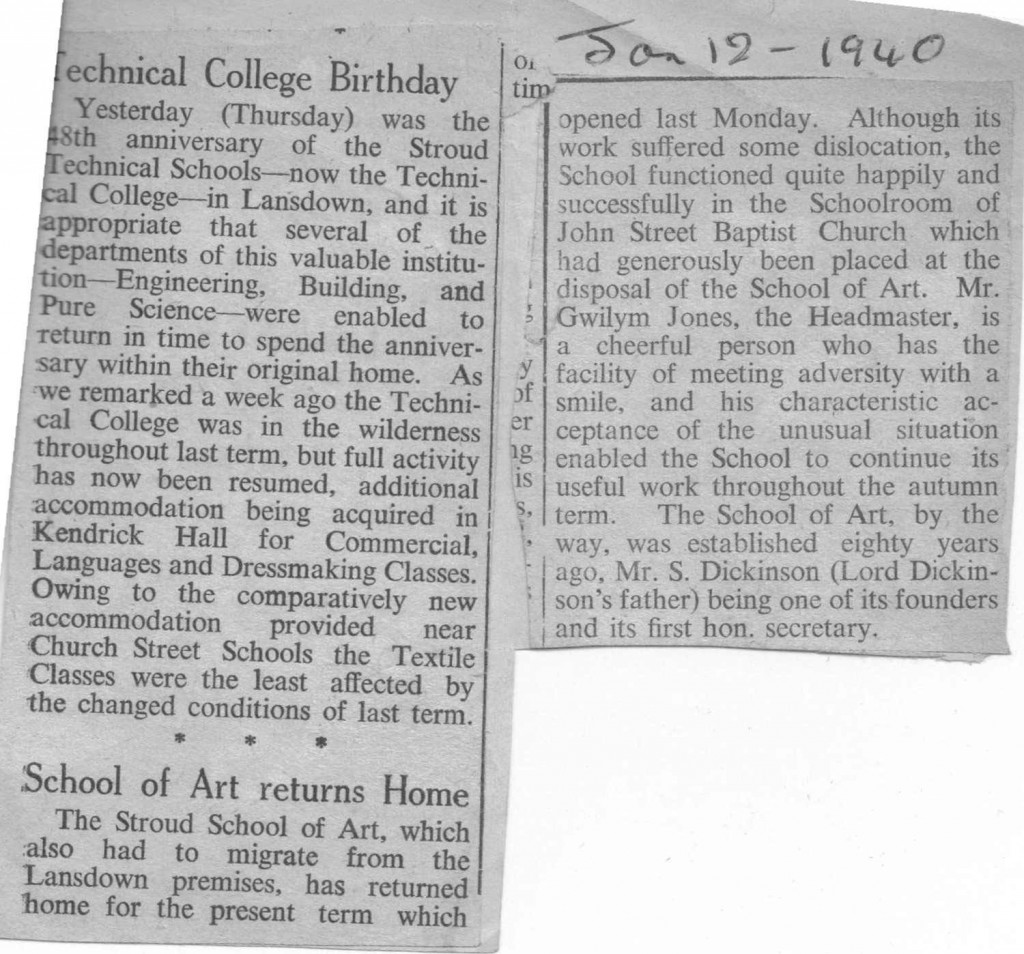 Technical College Birthday
Yesterday (Thursday) was the
48th anniversary of the Stroud
Technical Schools—now the Techni-
cal College—in Lansdown, and it is
appropriate that several of the
departments of this valuable institu-
tion—Engineering, Building, and
Pure Science—were enabled to
return in time to spend the anniver-
sary within their original home. As
we remarked a week ago the Techni-
cal College was in the wilderness
throughout last term, but full activity
has now been resumed, additional
accommodation being acquired in
Kendrick Hall for Commercial,
Languages and Dressmaking Classes.
Owing to the comparatively new
accommodation provided near
Church Street Schools the Textile
Classes were the least affected by
the changed conditions of last term.
* * *
School of Art returns Home
The Stroud School of Art, which
also had to migrate from the
Lansdown premises, has returned
home for the present term which
Jan 12 - 1940
opened last Monday. Although its
work suffered some dislocation, the
School functioned quite happily and
successfully in the Schoolroom of
John Street Baptist Church which
had generously been placed at the
disposal of the School of Art. Mr.
Gwilym Jones, the Headmaster, is
a cheerful person who has the
facility of meeting adversity with a
smile, and his characteristic ac-
ceptance of the unusual situation
enabled the School to continue its
useful work throughout the autumn
term. The School of Art, by the
way, was established eighty years
ago, Mr. S. Dickinson (Lord Dickin-
son's father) being one of its founders
and its first hon. secretary.
tim
y
of
er
ng
is
s,